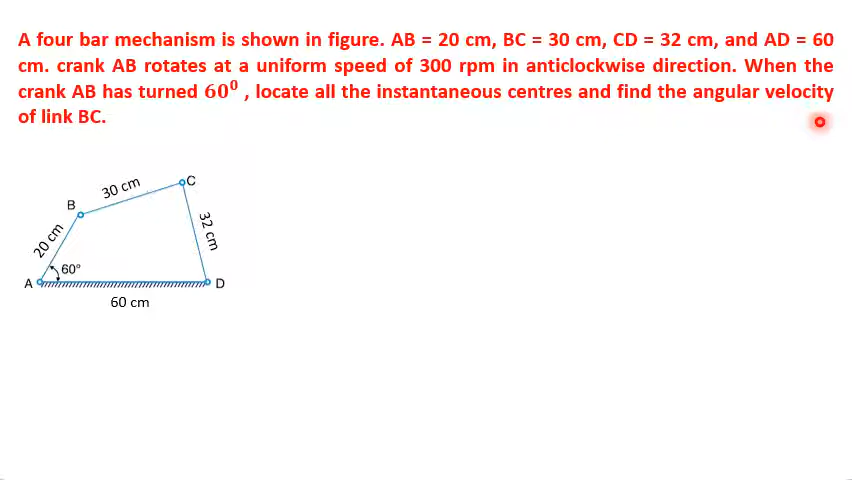 A four bar mechanism is shown in figure. AB = 20 cm, BC = 30 cm, CD = 32 cm, and AD = 60
cm. crank AB rotates at a uniform speed of 300 rpm in anticlockwise direction. When the
crank AB has turned 60⁰ , locate all the instantaneous centres and find the angular velocity
of link BC.
30 cm
C
B
20 cm
32 cm
60°
A
D
60 cm